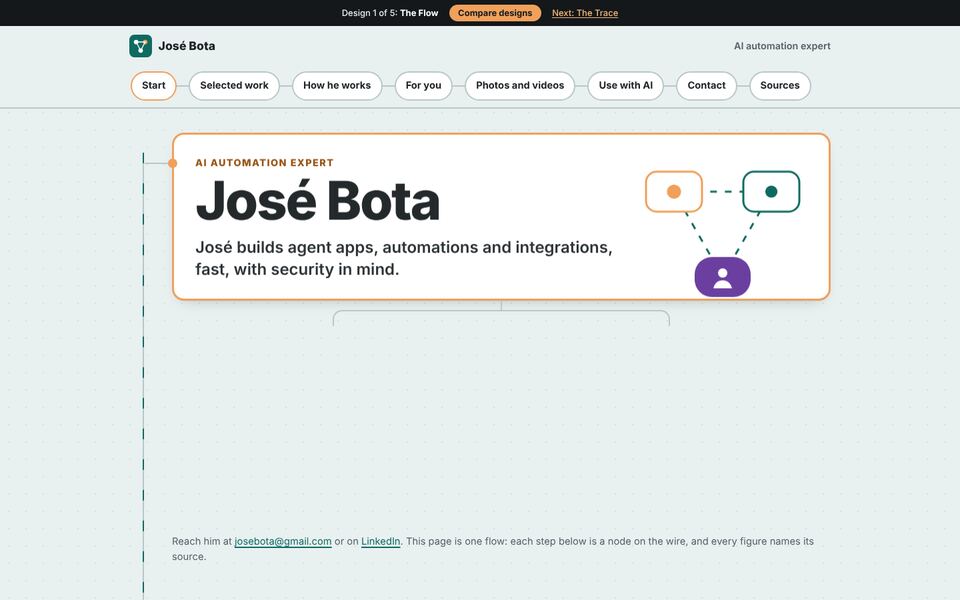 Design 1 of 5: The Flow
Compare designs
Next: The Trace
José Bota
AI automation expert
Start
Selected work
How he works
For you
Photos and videos
Use with AI
Contact
Sources
AI AUTOMATION EXPERT
José Bota
José builds agent apps, automations and integrations,
fast, with security in mind.
Reach him at josebota@gmail.com or on LinkedIn. This page is one flow: each step below is a node on the wire, and every figure names its
source.